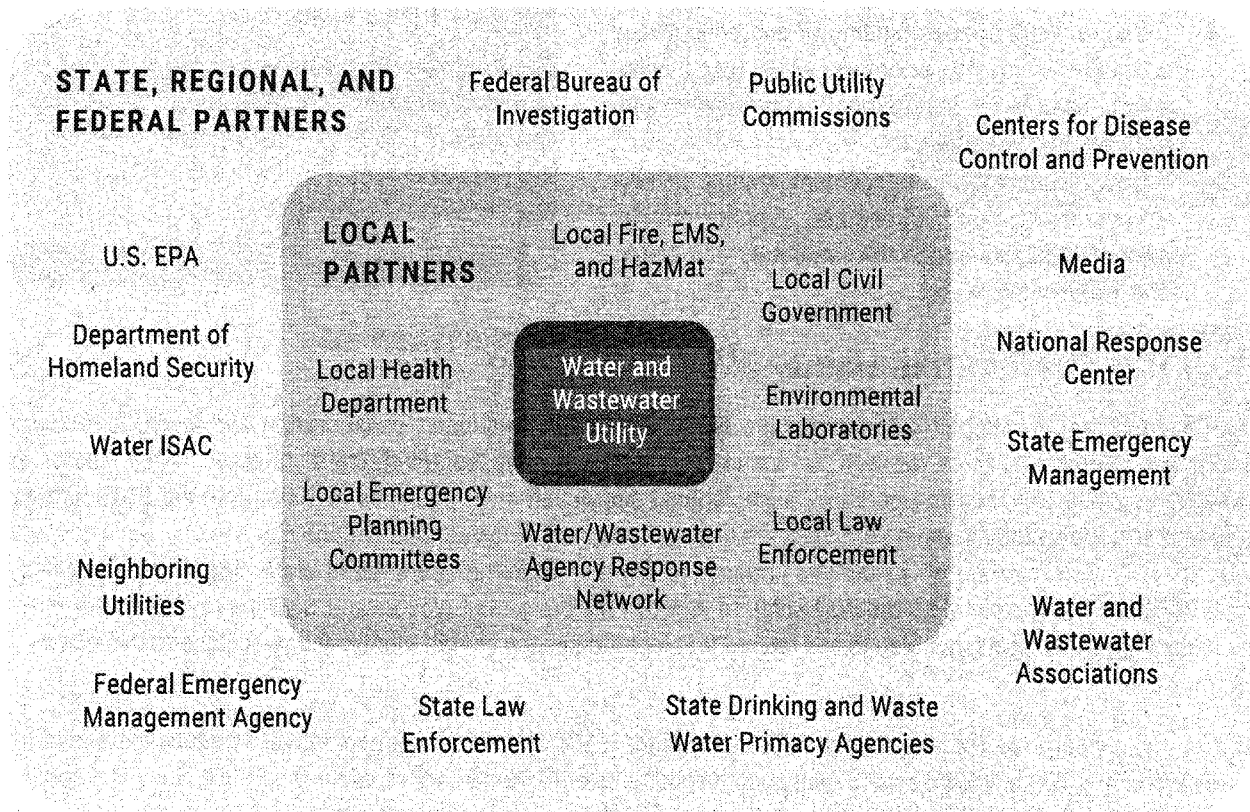 STATE, REGIONAL, AND
FEDERAL PARTNERS
Federal Bureau of
Investigation
Public Utility
Commissions
Centers for Disease
Control and Prevention
U.S. EPA
Department of
Homeland Security
Water ISAC
Neighboring
Utilities
Federal Emergency
Management Agency
State Law
Enforcement
State Drinking and Waste
Water Primacy Agencies
Media
National Response
Center
State Emergency
Management
Water and
Wastewater
Associations
LOCAL
PARTNERS
Local Fire, EMS,
and HazMat
Local Civil
Government
Local Health
Department
Environmental
Laboratories
Local Emergency
Planning
Committees
Water/Wastewater
Agency Response
Network
Local Law
Enforcement
Water and
Wastewater
Utility